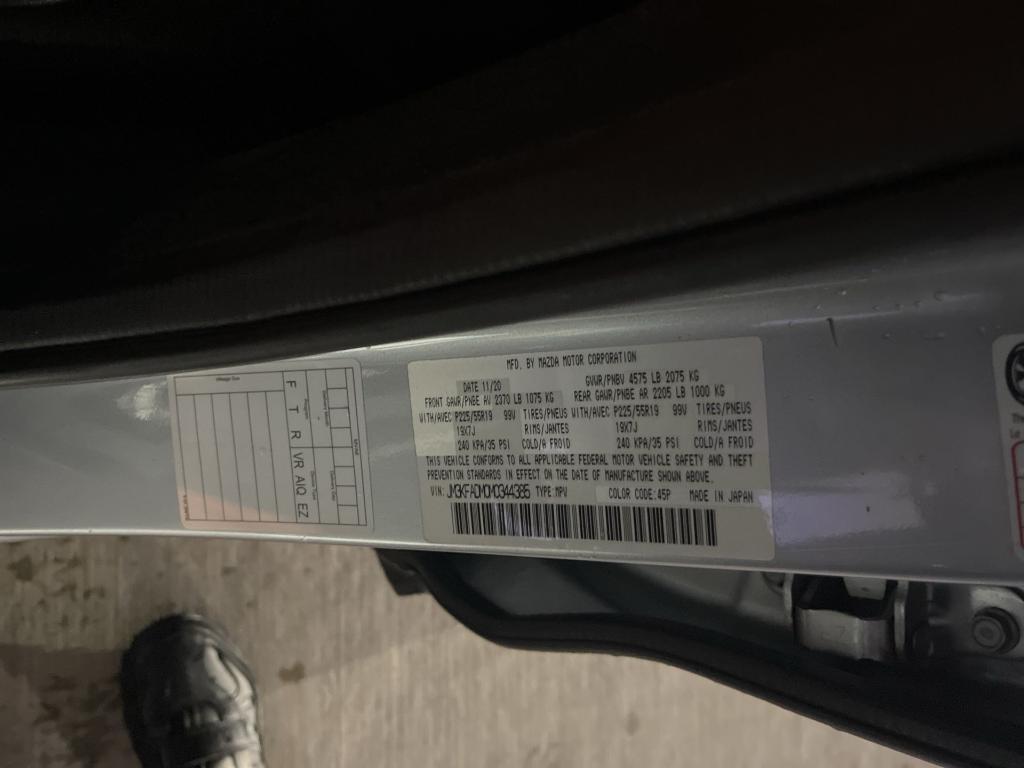 MFD. BY MAZDA MOTOR CORPORATION
DATE 11/20 GVWR/PNBV 4575 LB 2075 KG
FRONT GAWR/PNBE AV 2370 LB 1075 KG REAR GAWR/PNBE AR 2205 LB 1000 KG
WITH/AVEC P225/55R19 99V TIRES/PNEUS WITH/AVEC P225/55R19 99V TIRES/PNEUS
19X7J RIMS/JANTES 19X7J RIMS/JANTES
240 KPA/35 PSI COLD/A FROID 240 KPA/35 PSI COLD/A FROID
THIS VEHICLE CONFORMS TO ALL APPLICABLE FEDERAL MOTOR VEHICLE SAFETY AND THEFT
PREVENTION STANDARDS IN EFFECT ON THE DATE OF MANUFACTURE SHOWN ABOVE.
VIN: JM3KFADM0M0344385 TYPE:MPV COLOR CODE:45P MADE IN JAPAN
Mileage Due
F T R VR AIQ EZ